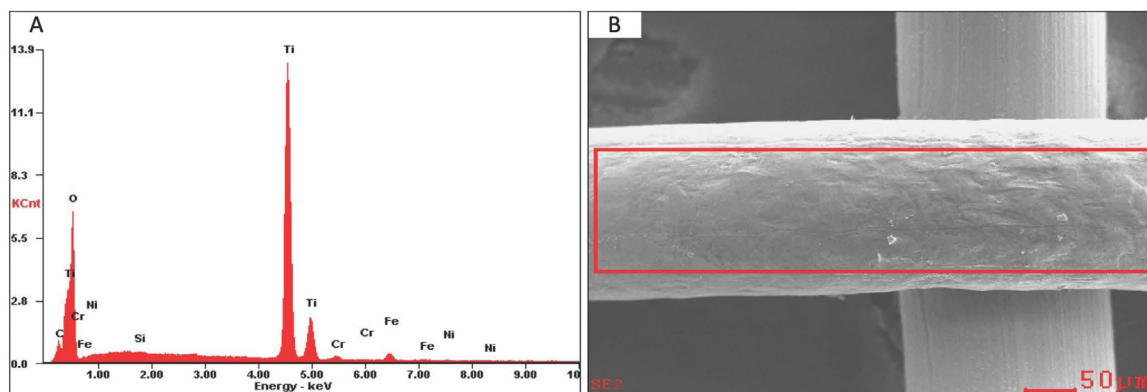 A
13.9
11.1
8.3
KCnt
5.5
2.8
0.0
C
Ti
O
Cr
Fe
Ni
Si
Ti
Ti
Cr
Cr
Fe
Fe
Ni
Ni
1.00 2.00 3.00 4.00 5.00 6.00 7.00 8.00 9.00 10
Energy - keV
B
SE2
50 µm